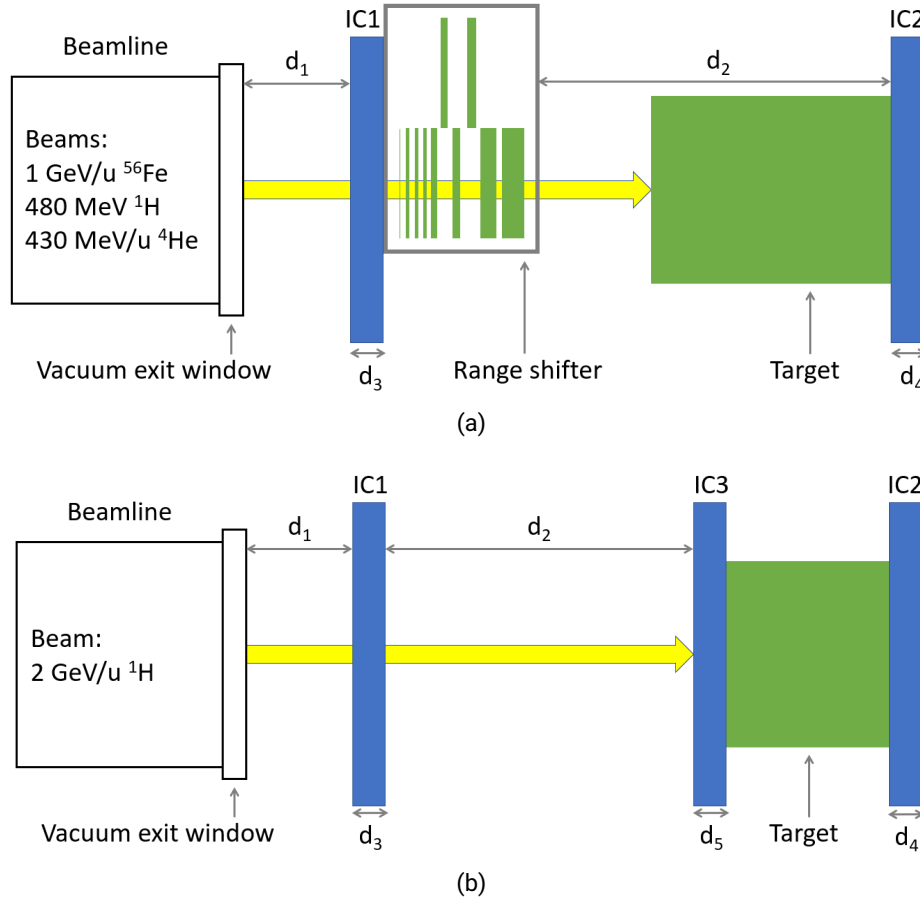 IC1
IC2
Beamline
d₁
d₂
Beams:
1 GeV/u ⁵⁶Fe
480 MeV ¹H
430 MeV/u ⁴He
Vacuum exit window
d₃
Range shifter
Target
d₄
(a)
IC1
IC3
IC2
Beamline
d₁
d₂
Beam:
2 GeV/u ¹H
Vacuum exit window
d₃
d₅
Target
d₄
(b)